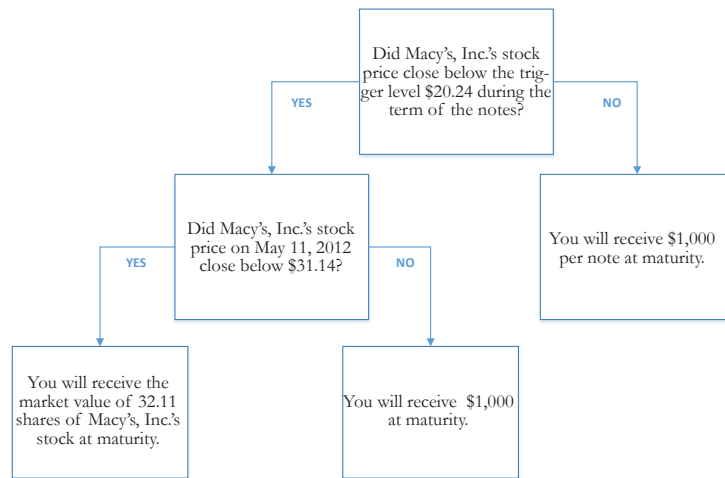 Did Macy's, Inc.'s stock
price close below the trig-
ger level $20.24 during the
term of the notes?
YES
NO
Did Macy's, Inc.'s stock
price on May 11, 2012
close below $31.14?
You will receive $1,000
per note at maturity.
YES
NO
You will receive the
market value of 32.11
shares of Macy's, Inc.'s
stock at maturity.
You will receive $1,000
at maturity.